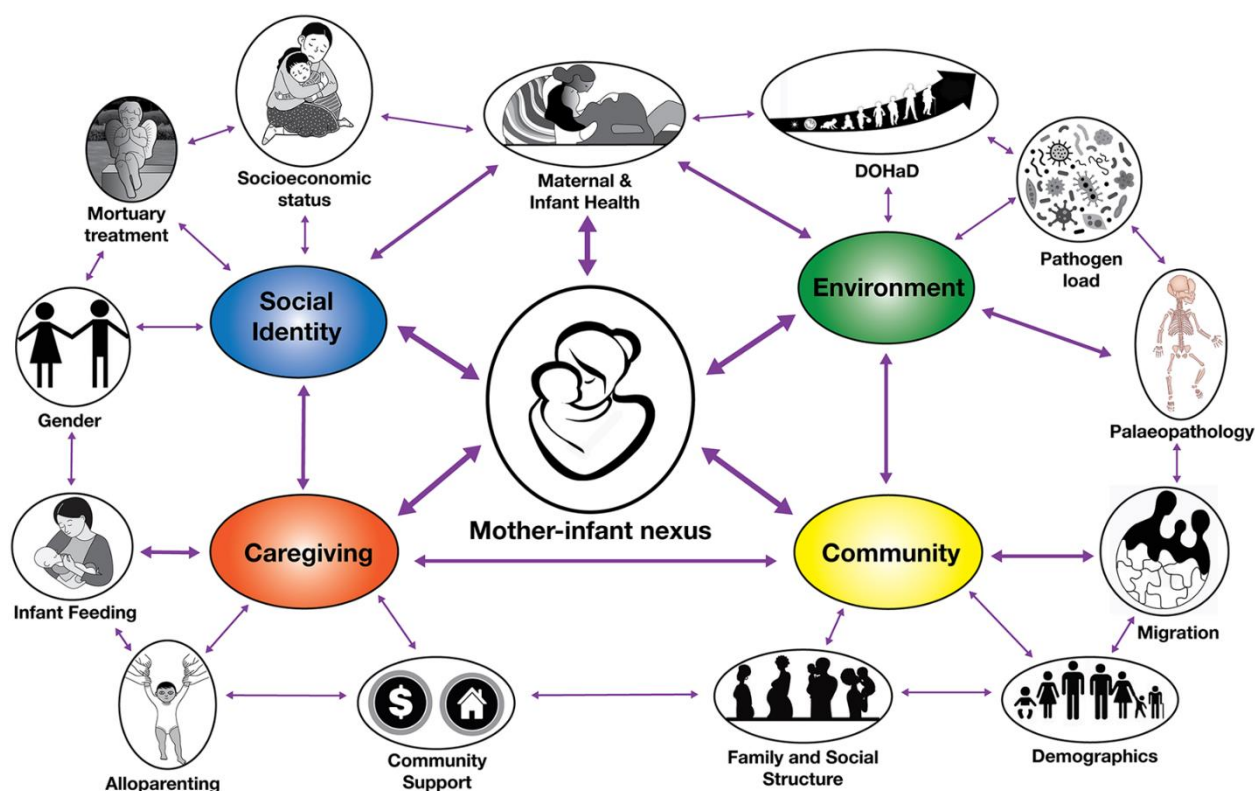 Socioeconomic
status
Maternal &
Infant Health
DOHaD
Mortuary
treatment
Pathogen
load
Social
Identity
Environment
Gender
Palaeopathology
Mother-infant nexus
Caregiving
Community
Infant Feeding
Migration
$
Alloparenting
Community
Support
Family and Social
Structure
Demographics